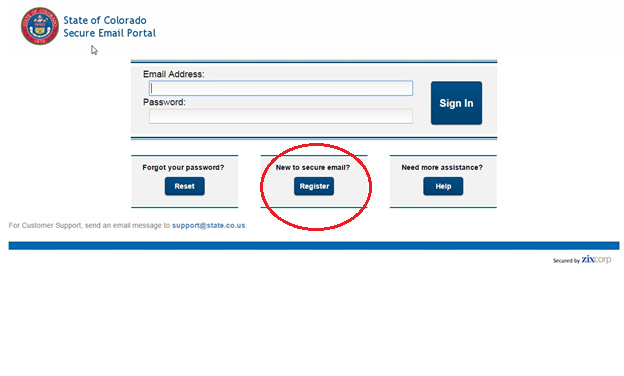 State of Colorado
Secure Email Portal
Email Address:
Password:
Sign In
Forgot your password?
New to secure email?
Need more assistance?
Reset
Register
Help
For Customer Support, send an email message to support@state.co.us.
Secured by zixcorp